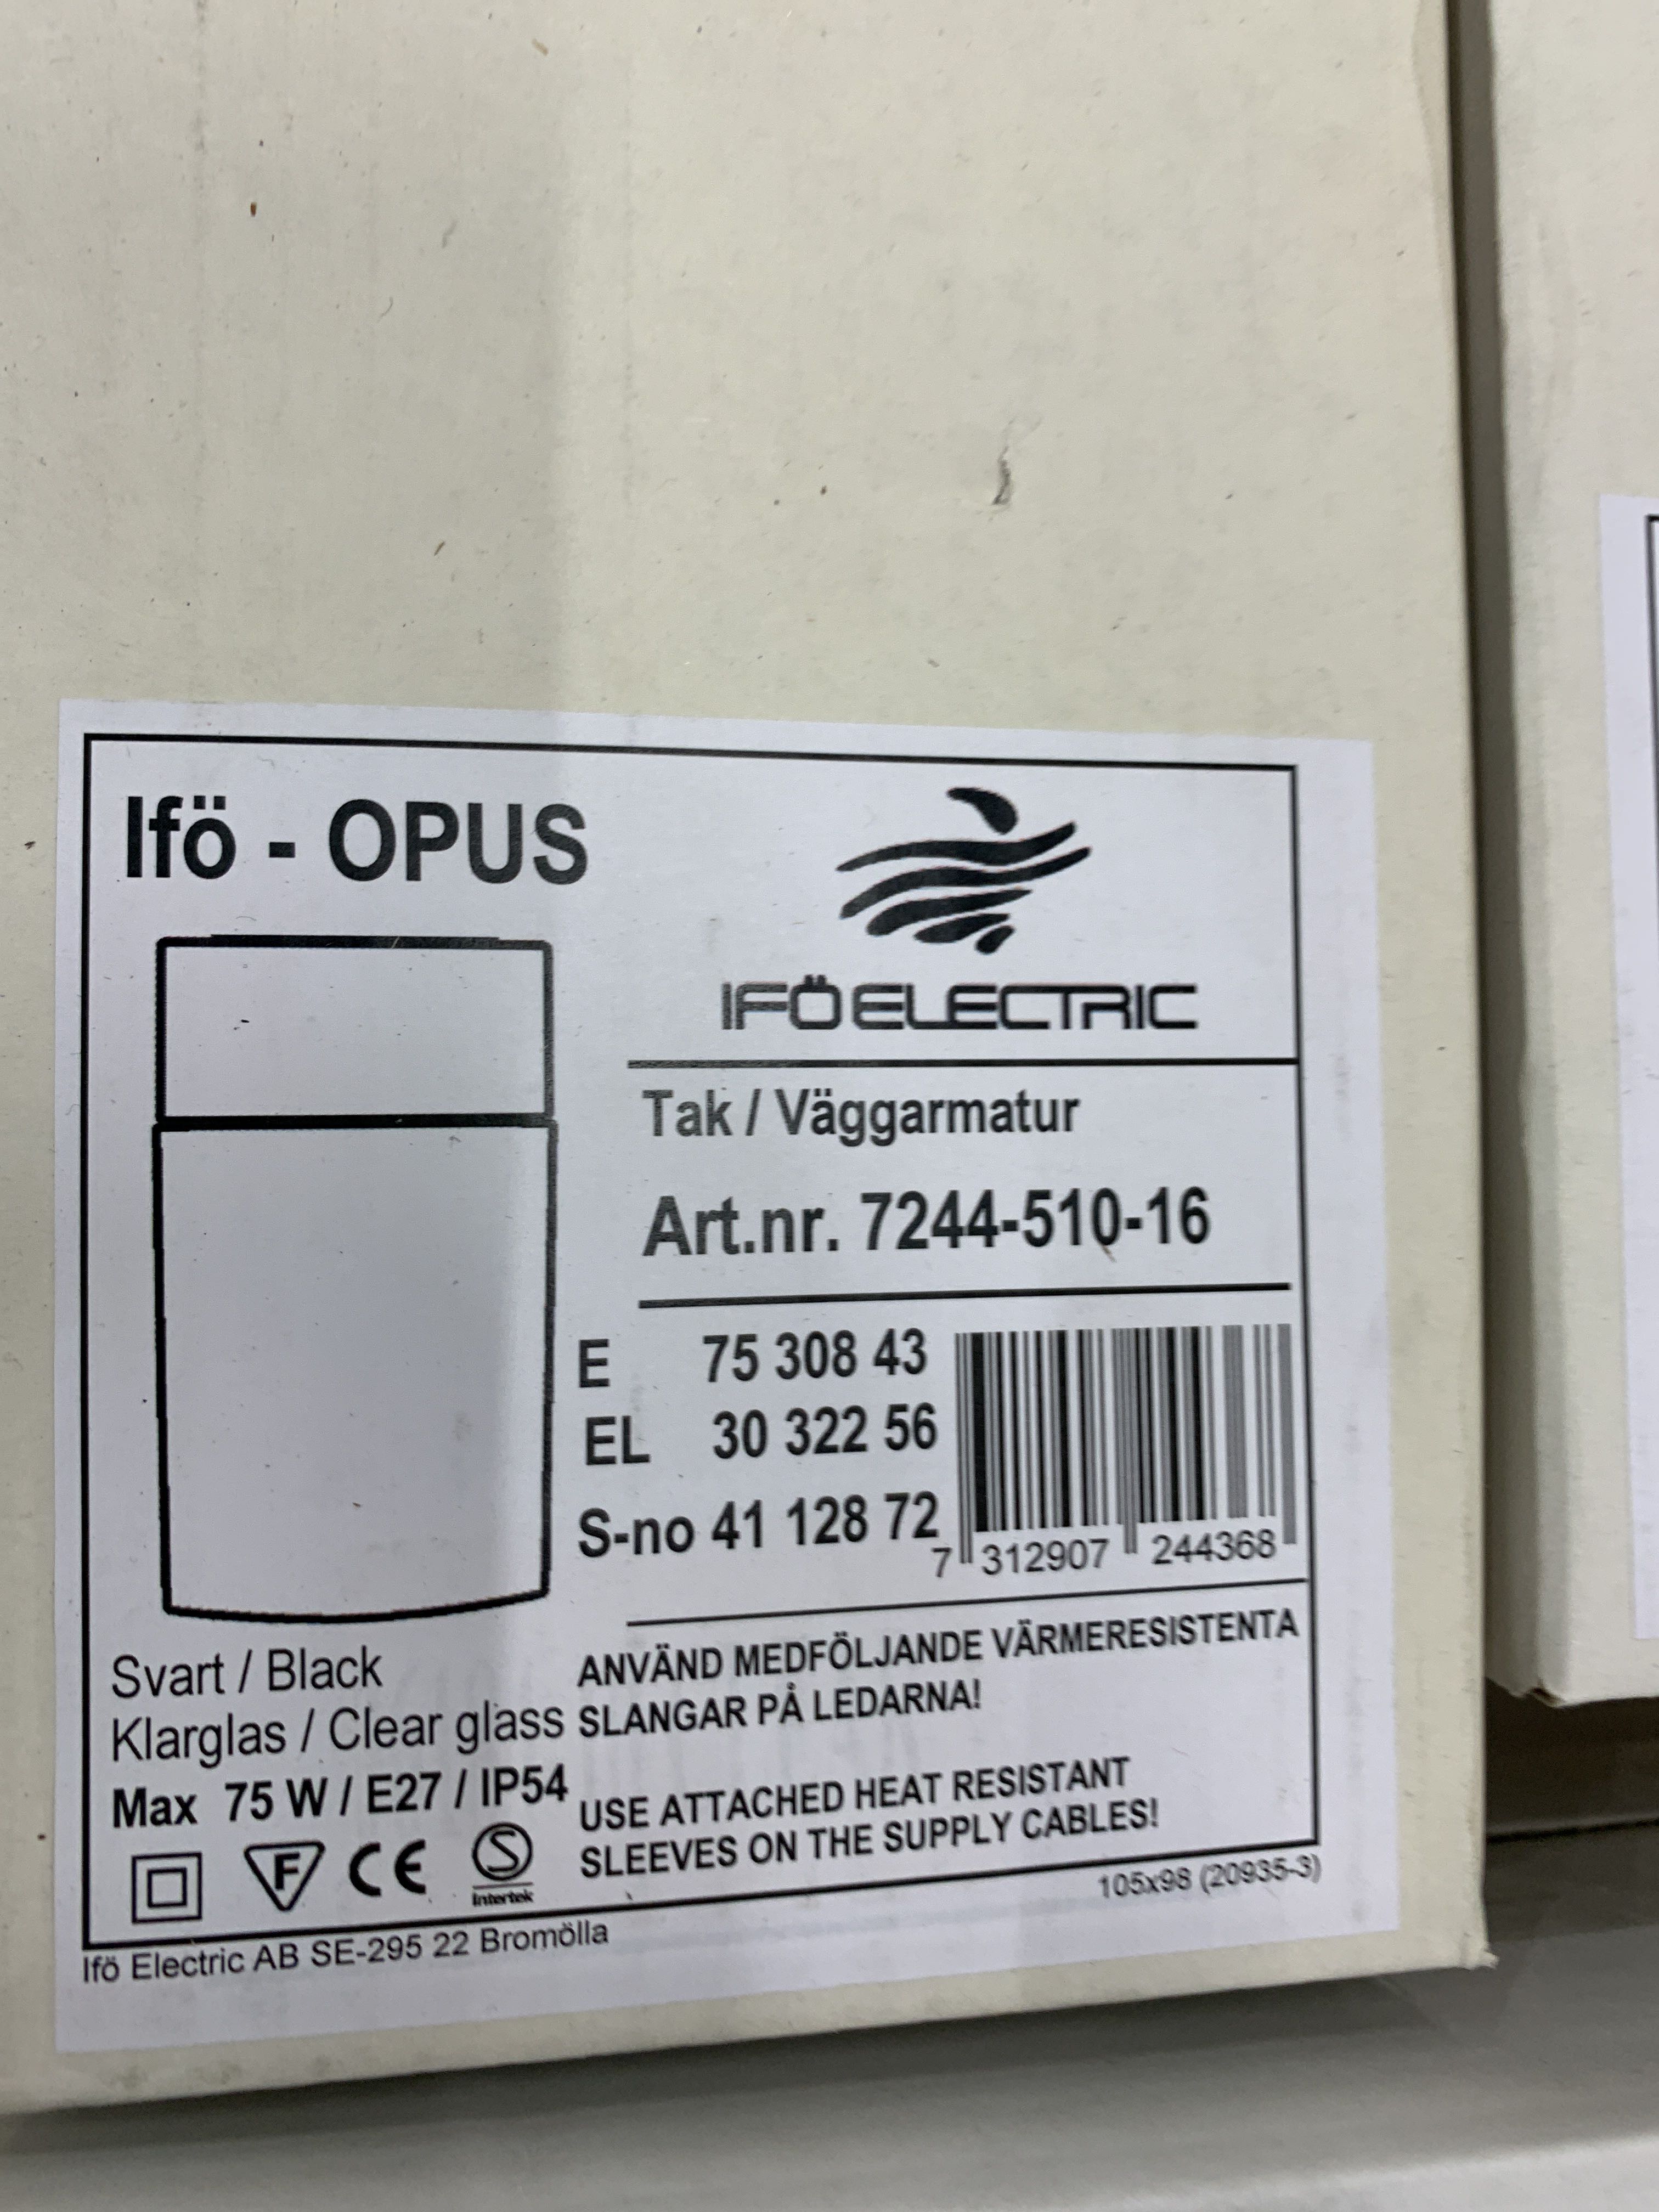 Ifö - OPUS
IFÖ ELECTRIC
Tak / Väggarmatur
Art.nr. 7244-510-16
E 75 308 43
EL 30 322 56
S-no 41 128 72
7 312907 244368
Svart / Black
Klarglas / Clear glass
Max 75 W / E27 / IP54
ANVÄND MEDFÖLJANDE VÄRMERESISTENTA
SLANGAR PÅ LEDARNA!
USE ATTACHED HEAT RESISTANT
SLEEVES ON THE SUPPLY CABLES!
F CE S
Intertek
105x98 (20935-3)
Ifö Electric AB SE-295 22 Bromölla